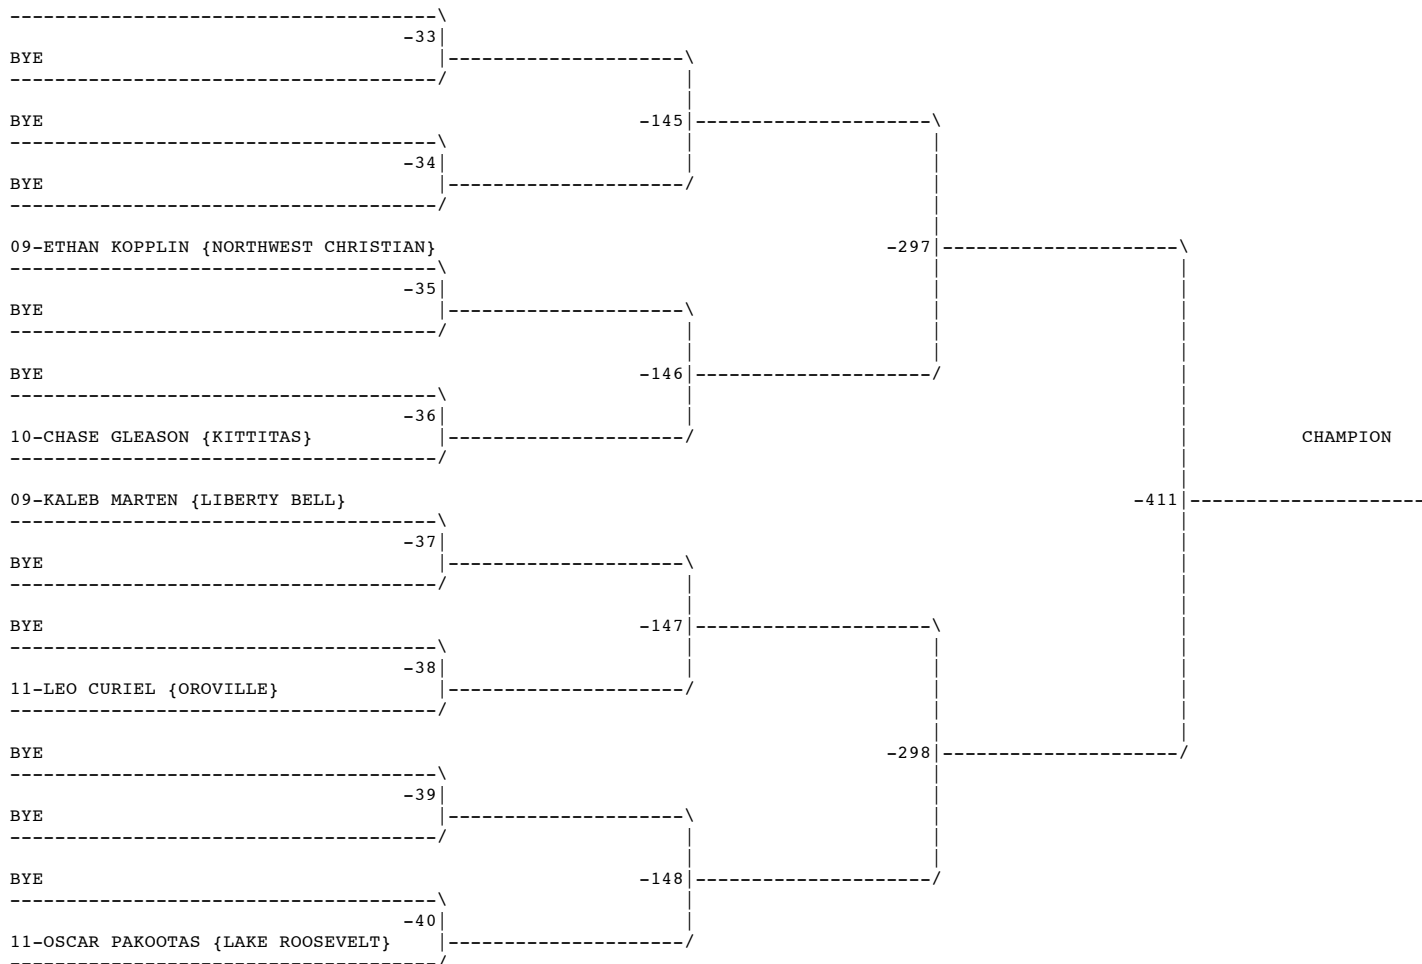 -33
BYE
BYE
-145
-34
BYE
09-ETHAN KOPPLIN {NORTHWEST CHRISTIAN}
-297
-35
BYE
BYE
-146
-36
10-CHASE GLEASON {KITTITAS}
CHAMPION
09-KALEB MARTEN {LIBERTY BELL}
-411
-37
BYE
BYE
-147
-38
11-LEO CURIEL {OROVILLE}
BYE
-298
-39
BYE
BYE
-148
-40
11-OSCAR PAKOOTAS {LAKE ROOSEVELT}